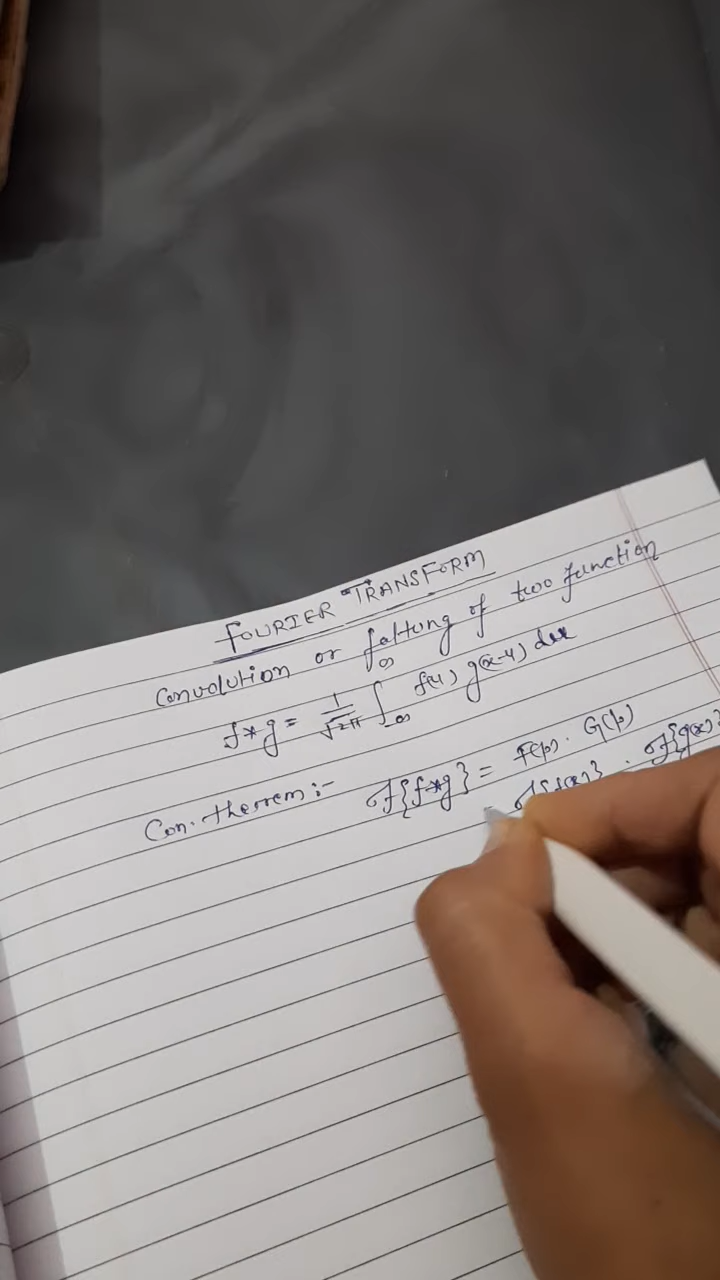 FOURIER TRANSFORM
Convolution or faltung of two function
f*g = 1/√2π ∫_{-∞}^{∞} f(u) g(x-u) du
Con. theorem :- F{f*g} = F(p) . G(p)
F{f(x)} . F{g(x)}